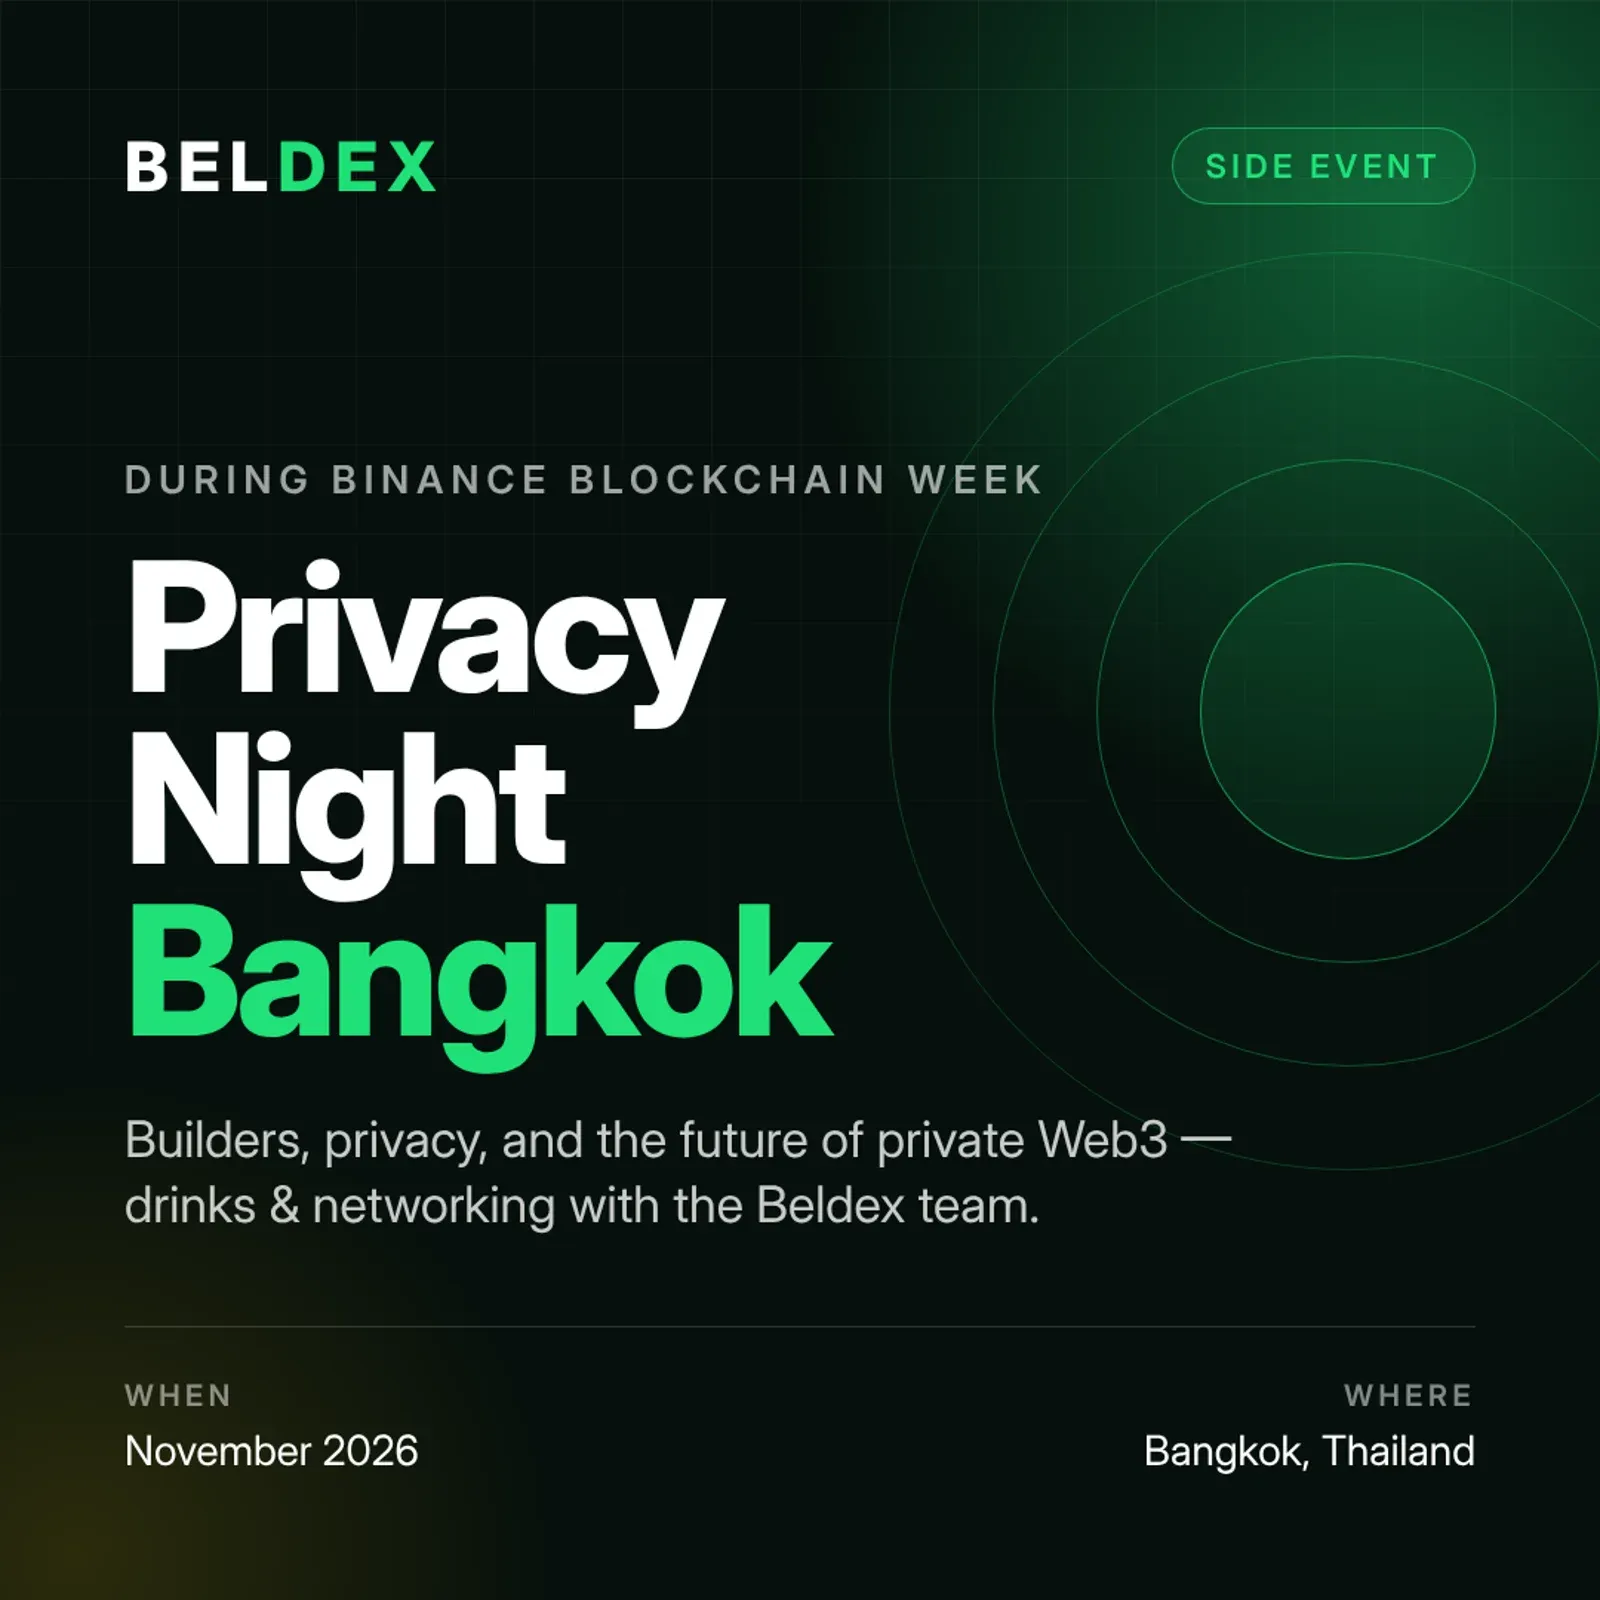 BELDEX
SIDE EVENT
DURING BINANCE BLOCKCHAIN WEEK
Privacy
Night
Bangkok
Builders, privacy, and the future of private Web3 —
drinks & networking with the Beldex team.
WHEN
November 2026
WHERE
Bangkok, Thailand